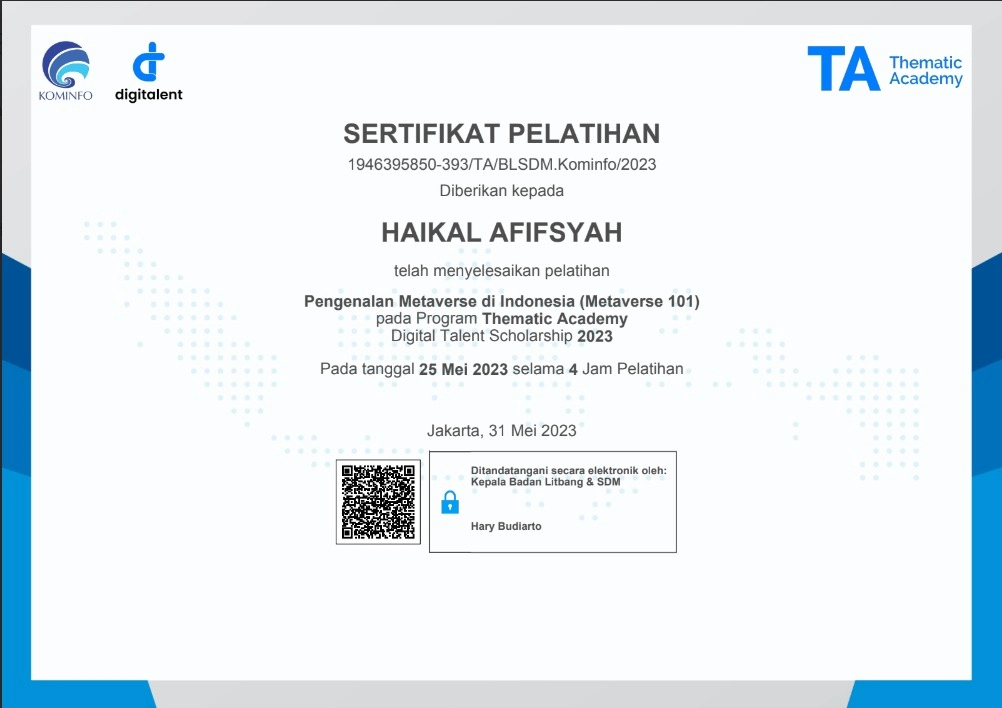 KOMINFO
digitalent
TA Thematic
Academy
SERTIFIKAT PELATIHAN
1946395850-393/TA/BLSDM.Kominfo/2023
Diberikan kepada
HAIKAL AFIFSYAH
telah menyelesaikan pelatihan
Pengenalan Metaverse di Indonesia (Metaverse 101)
pada Program Thematic Academy
Digital Talent Scholarship 2023
Pada tanggal 25 Mei 2023 selama 4 Jam Pelatihan
Jakarta, 31 Mei 2023
Ditandatangani secara elektronik oleh:
Kepala Badan Litbang & SDM
Hary Budiarto